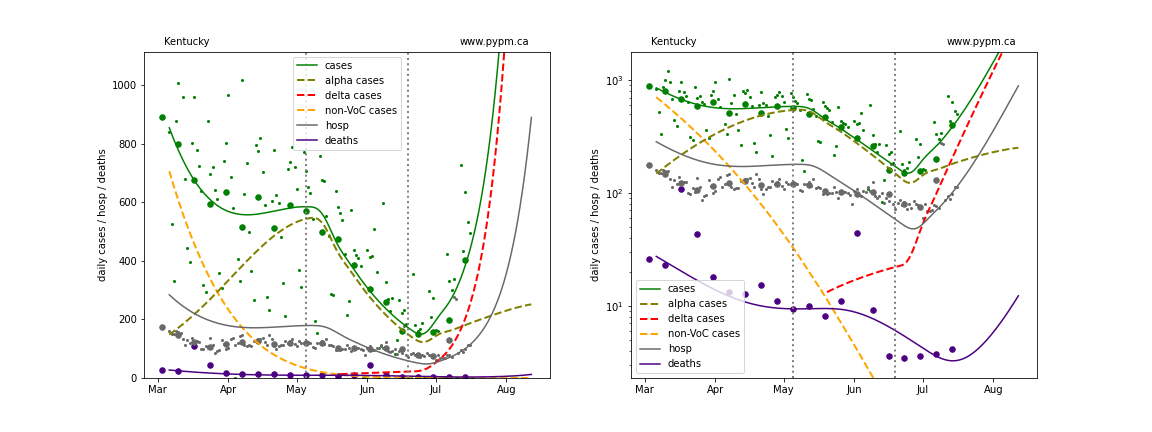 Kentucky
www.pypm.ca
daily cases / hosp / deaths
1000
800
600
400
200
0
Mar
Apr
May
Jun
Jul
Aug
cases
alpha cases
delta cases
non-VoC cases
hosp
deaths
Kentucky
www.pypm.ca
daily cases / hosp / deaths
10³
10²
10¹
Mar
Apr
May
Jun
Jul
Aug
cases
alpha cases
delta cases
non-VoC cases
hosp
deaths